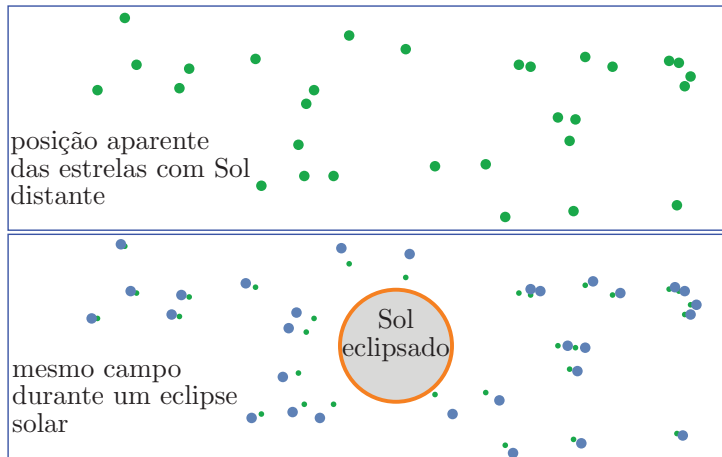 posição aparente
das estrelas com Sol
distante
Sol
eclipsado
mesmo campo
durante um eclipse
solar